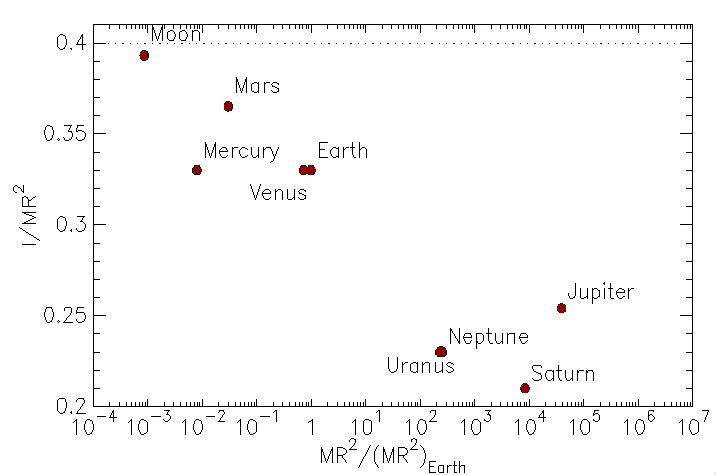 0.4
Moon
Mars
0.35
Mercury
Earth
Venus
I/MR²
0.3
Jupiter
0.25
Neptune
Uranus
Saturn
0.2
10⁻⁴ 10⁻³ 10⁻² 10⁻¹ 1 10¹ 10² 10³ 10⁴ 10⁵ 10⁶ 10⁷
MR²/(MR²)Earth